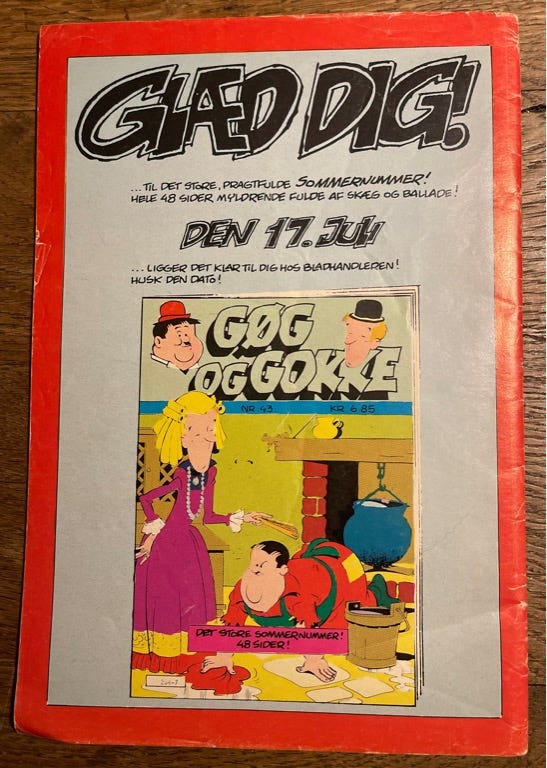 GLÆD DIG!
...TIL DET STORE, PRAGTFULDE SOMMERNUMMER!
HELE 48 SIDER, MYLDRENDE FULDE AF SKÆG OG BALLADE!
DEN 17. JULI
...LIGGER DET KLAR TIL DIG HOS BLADHANDLEREN!
HUSK DEN DATO!
GØG
OG GOKKE
NR. 43 KR. 6.85
DET STORE SOMMERNUMMER!
48 SIDER!